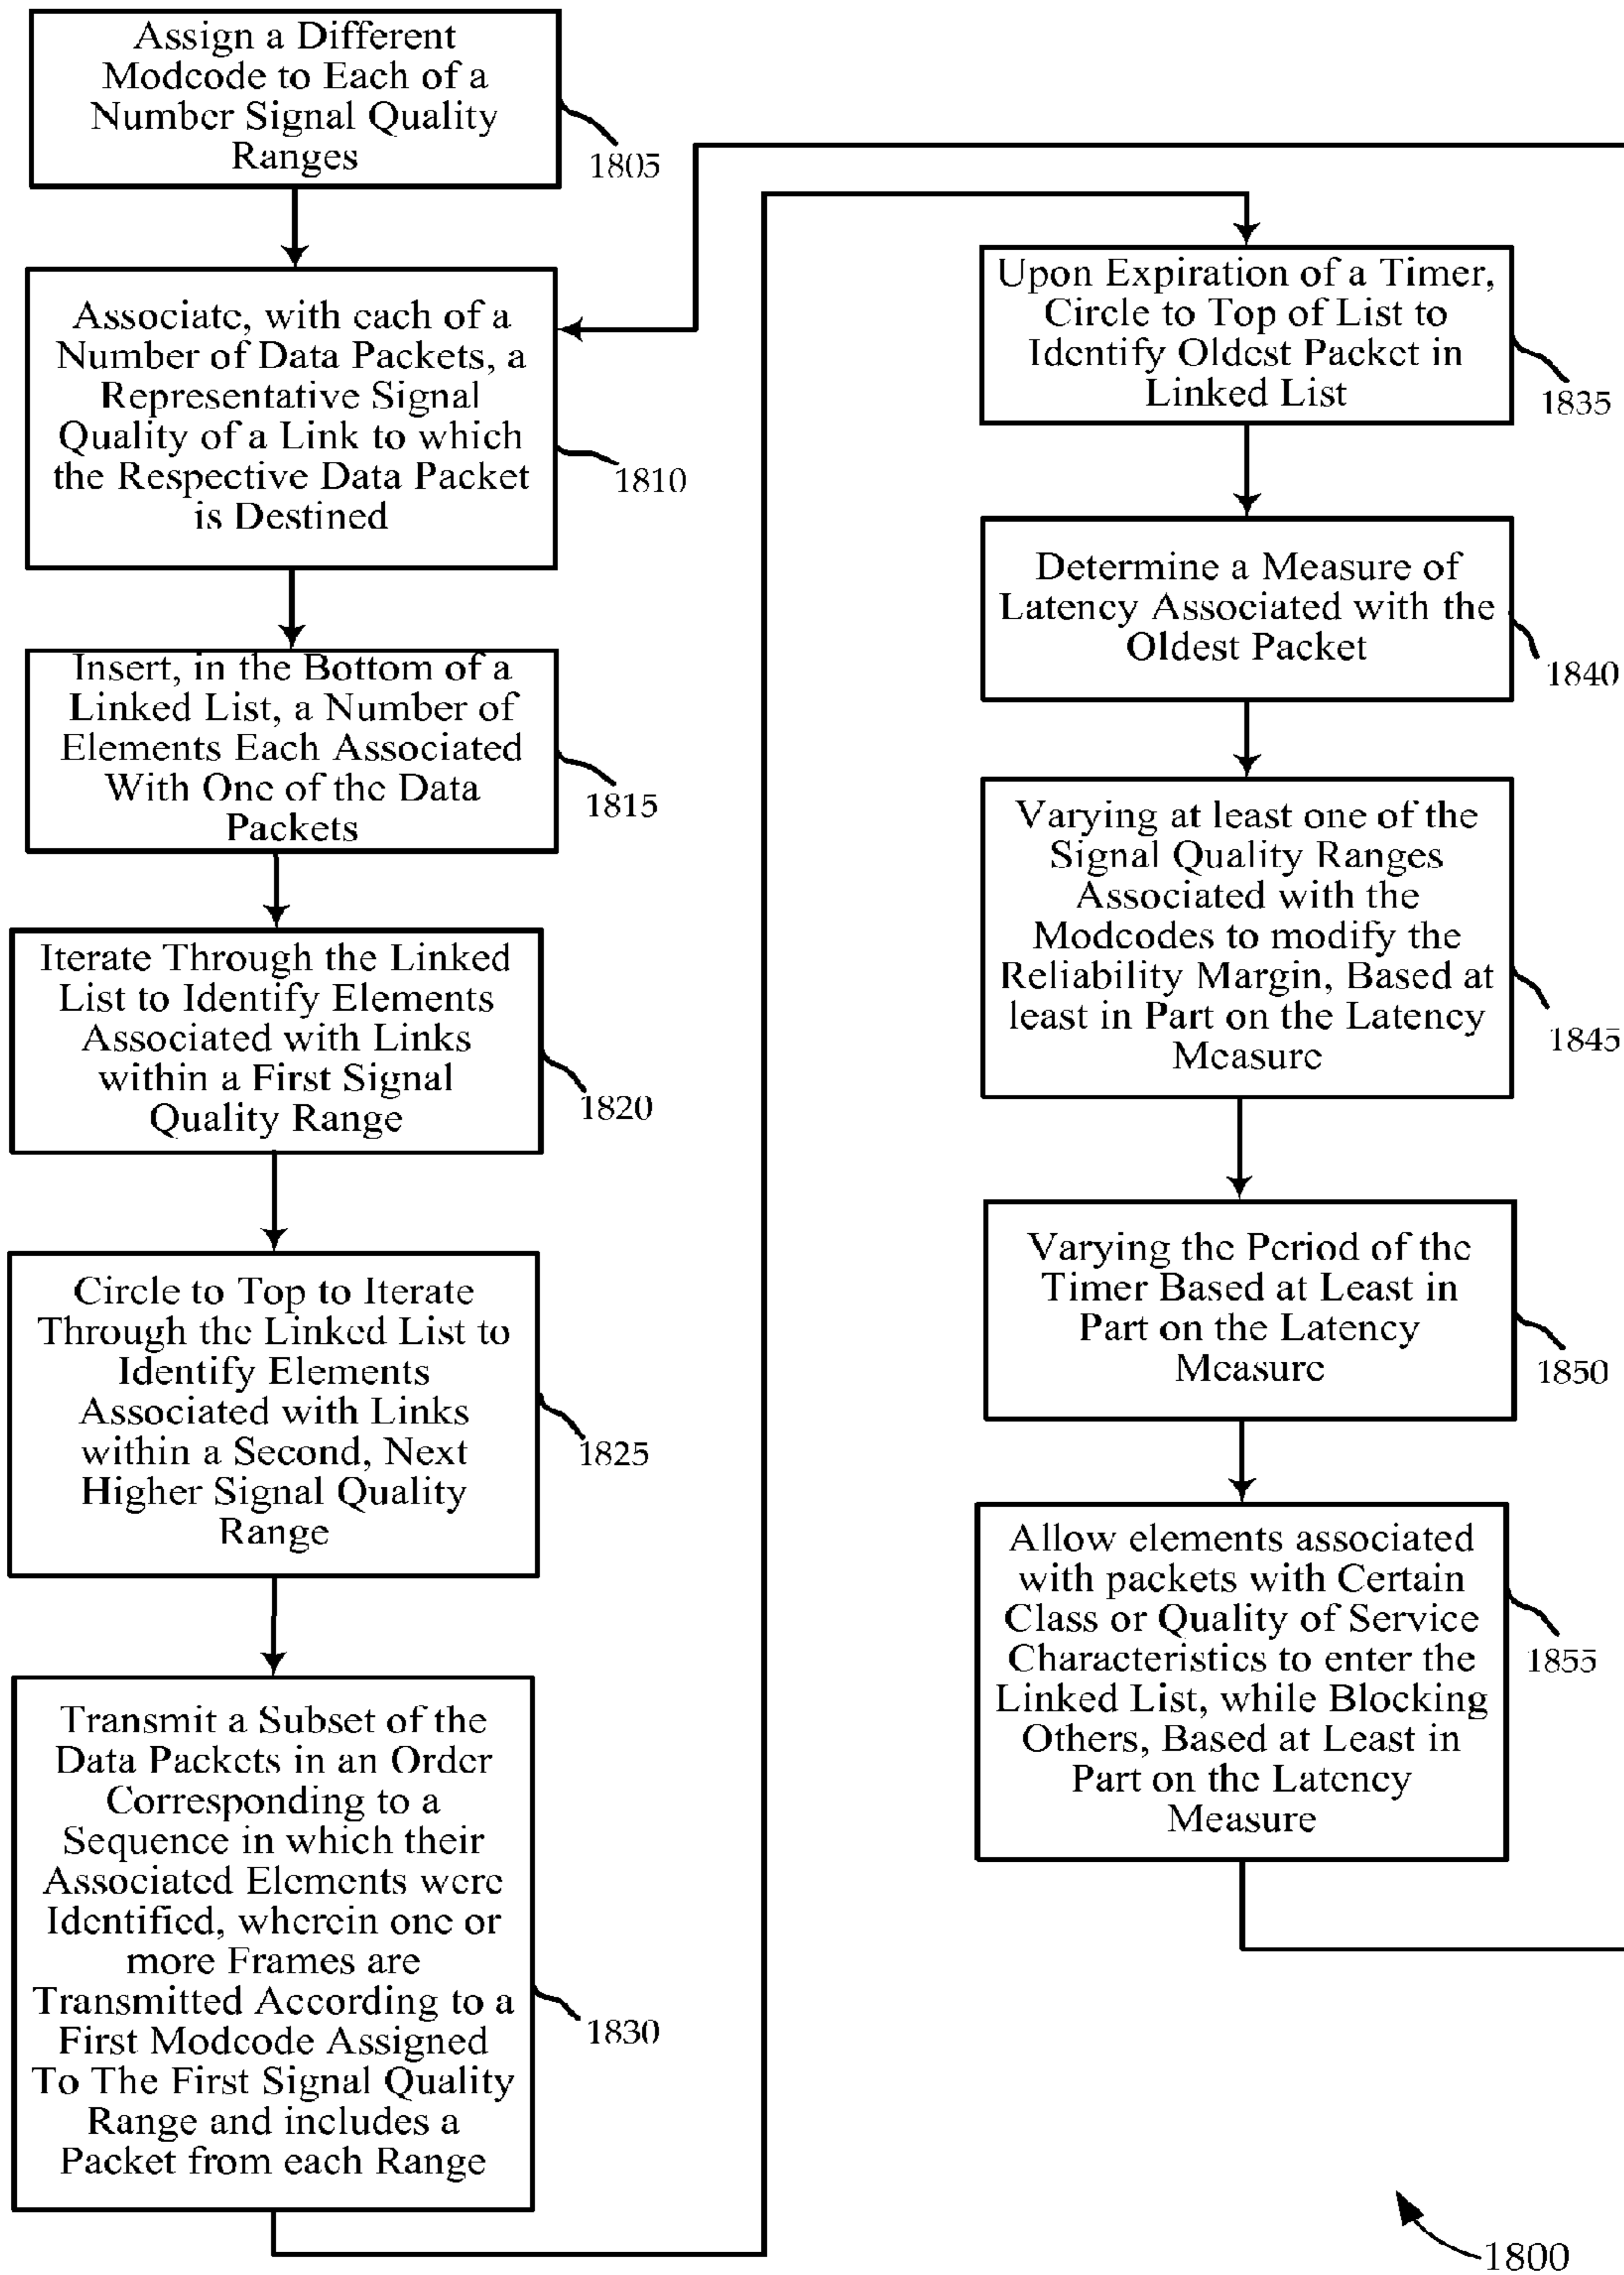 Assign a Different
Modcode to Each of a
Number Signal Quality
Ranges
1805
Associate, with each of a
Number of Data Packets, a
Representative Signal
Quality of a Link to which
the Respective Data Packet
is Destined
1810
Insert, in the Bottom of a
Linked List, a Number of
Elements Each Associated
With One of the Data
Packets
1815
Iterate Through the Linked
List to Identify Elements
Associated with Links
within a First Signal
Quality Range
1820
Circle to Top to Iterate
Through the Linked List to
Identify Elements
Associated with Links
within a Second, Next
Higher Signal Quality
Range
1825
Transmit a Subset of the
Data Packets in an Order
Corresponding to a
Sequence in which their
Associated Elements were
Identified, wherein one or
more Frames are
Transmitted According to a
First Modcode Assigned
To The First Signal Quality
Range and includes a
Packet from each Range
1830
Upon Expiration of a Timer,
Circle to Top of List to
Identify Oldest Packet in
Linked List
1835
Determine a Measure of
Latency Associated with the
Oldest Packet
1840
Varying at least one of the
Signal Quality Ranges
Associated with the
Modcodes to modify the
Reliability Margin, Based at
least in Part on the Latency
Measure
1845
Varying the Period of the
Timer Based at Least in
Part on the Latency
Measure
1850
Allow elements associated
with packets with Certain
Class or Quality of Service
Characteristics to enter the
Linked List, while Blocking
Others, Based at Least in
Part on the Latency
Measure
1855
1800